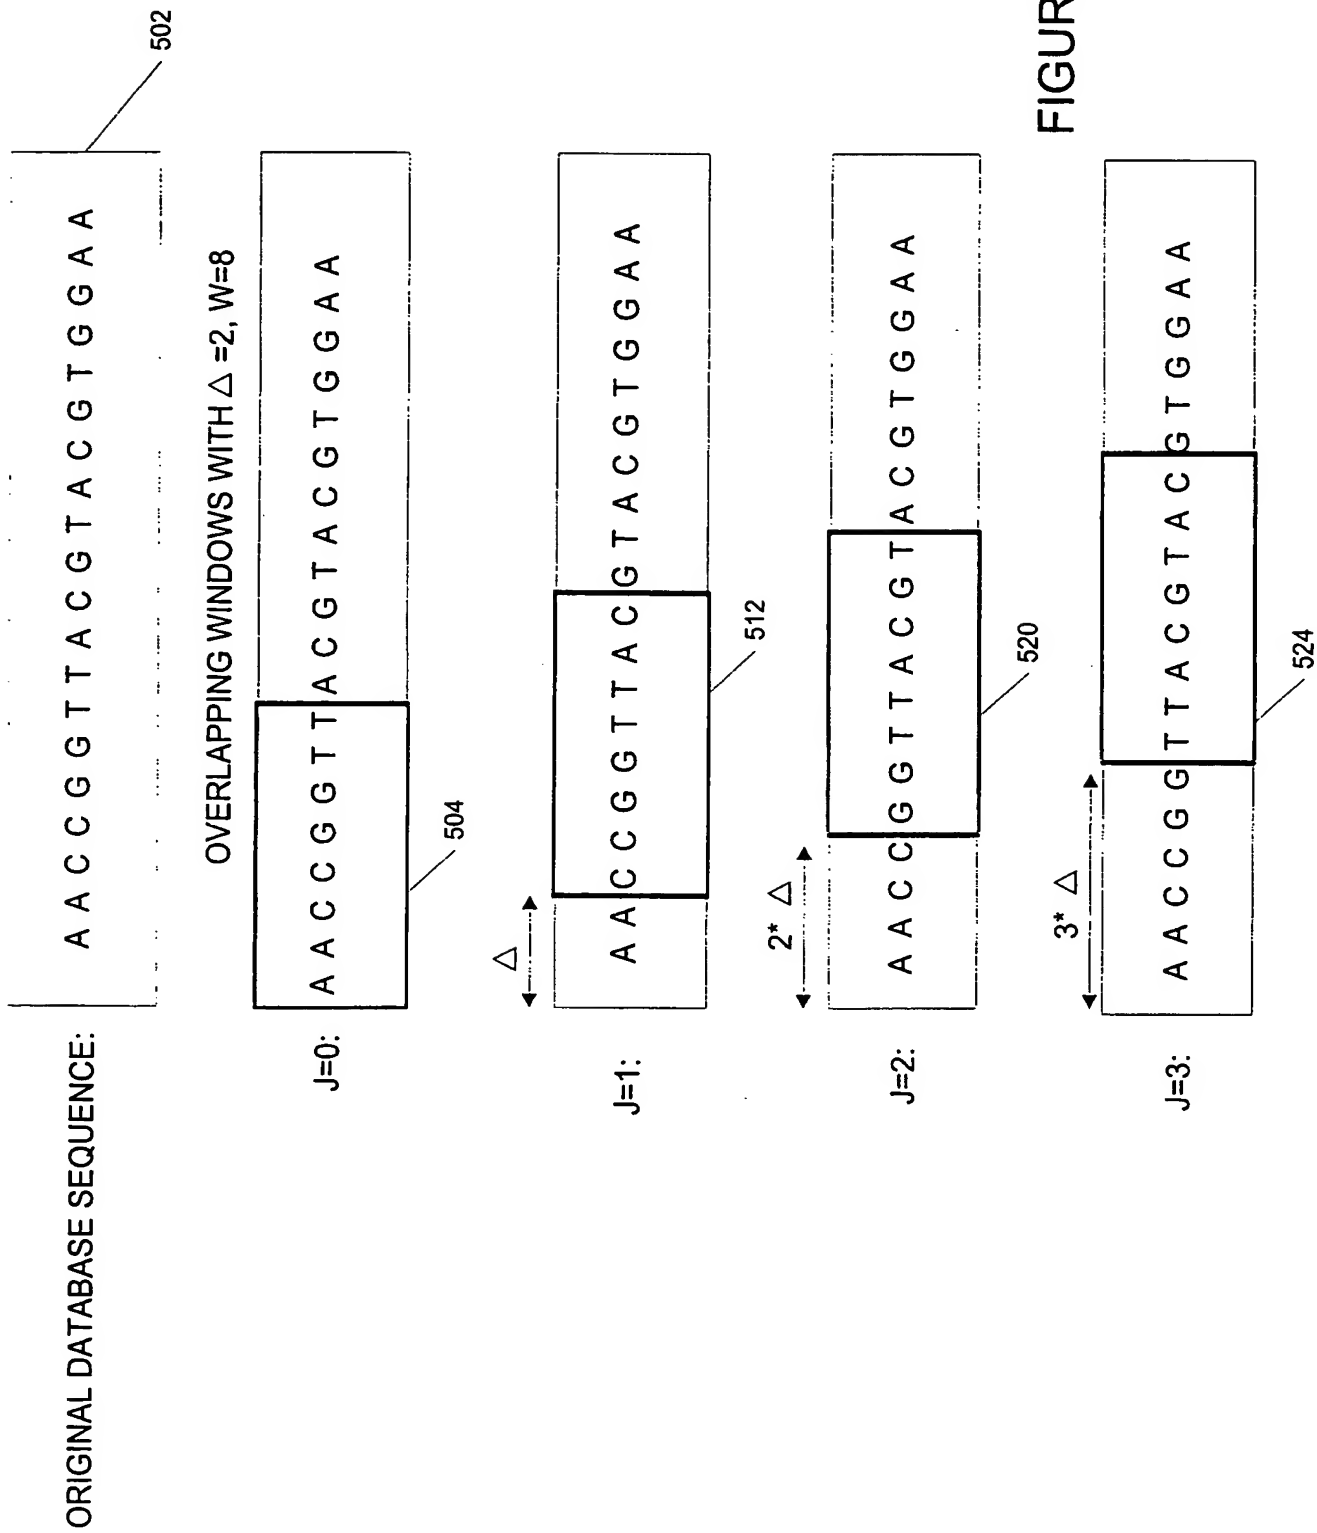 ORIGINAL DATABASE SEQUENCE:
A A C C G G T T A C G T A C G T G G A A
502
OVERLAPPING WINDOWS WITH △ =2, W=8
J=0:
A A C C G G T T A C G T A C G T G G A A
504
△
J=1:
A A C C G G T T A C G T A C G T G G A A
512
2* △
J=2:
A A C C G G T T A C G T A C G T G G A A
520
3* △
J=3:
A A C C G G T T A C G T A C G T G G A A
524
FIGUR